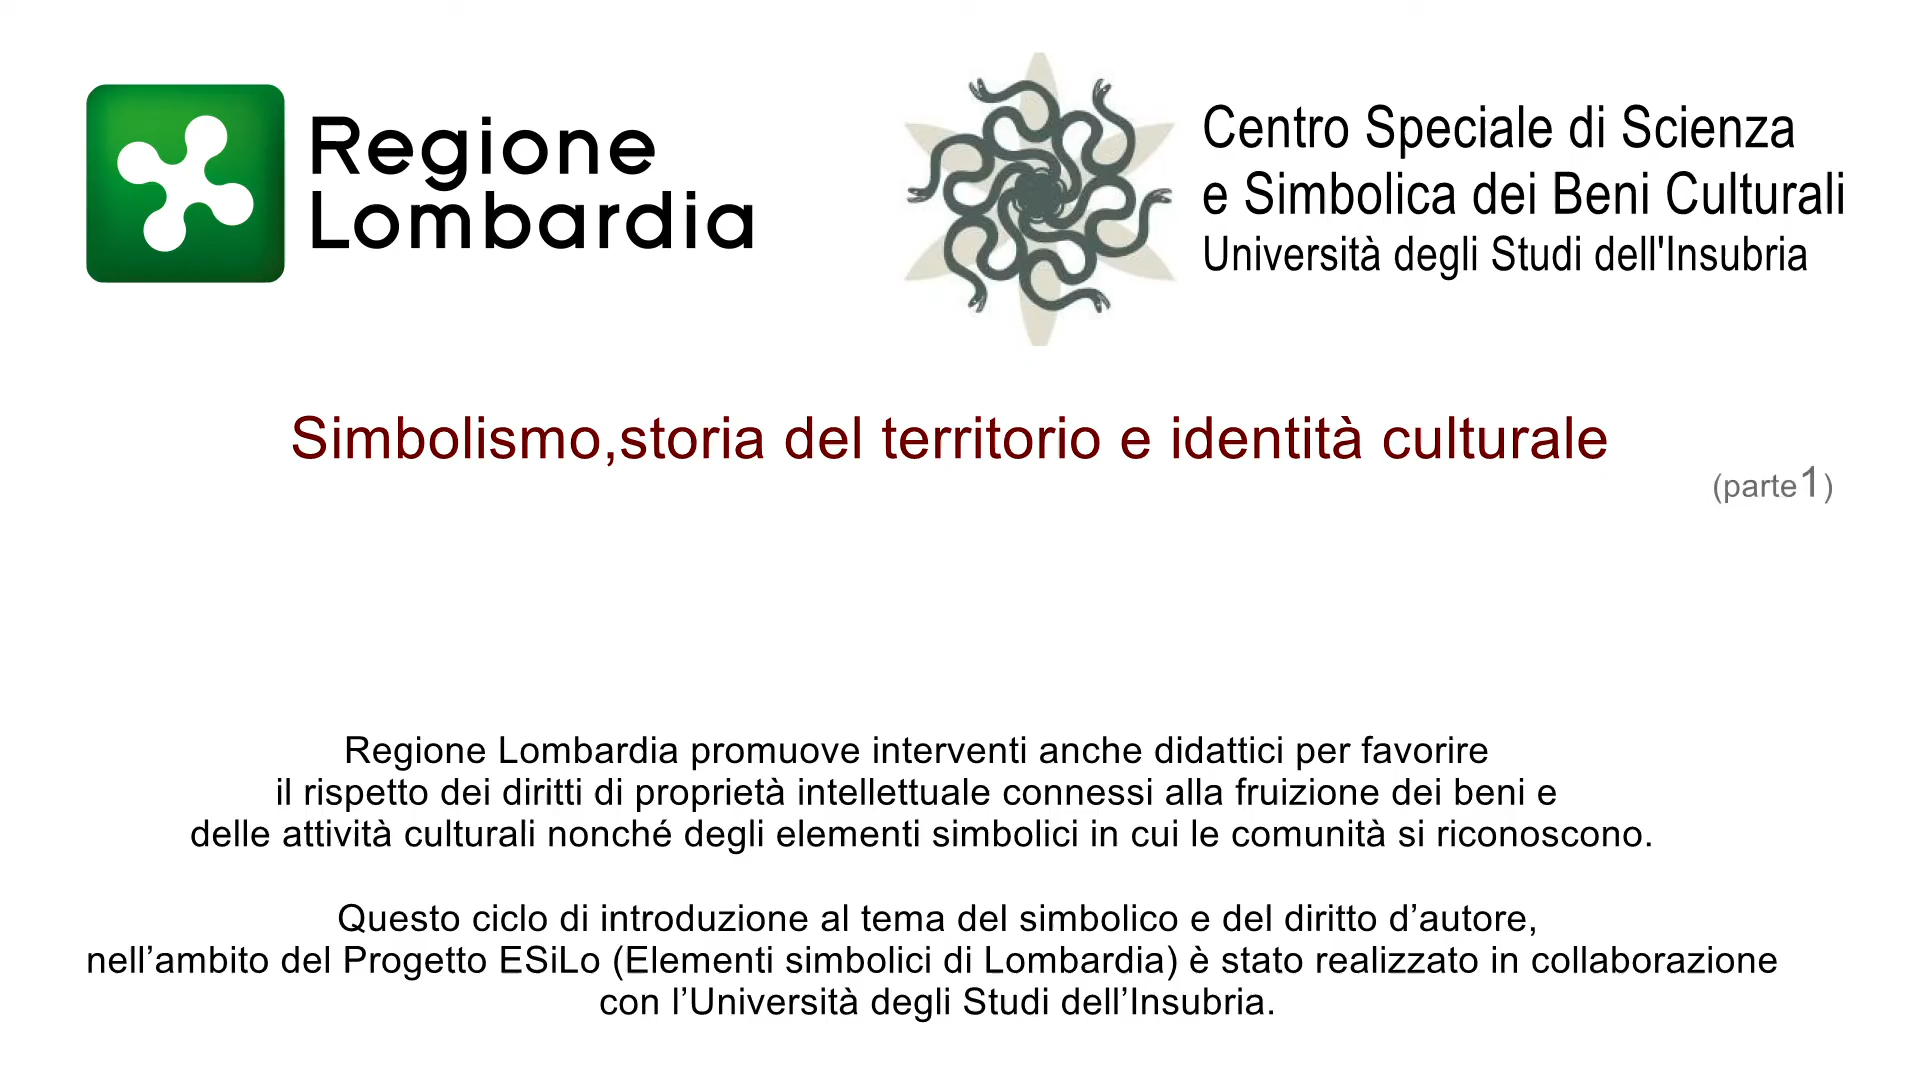 Regione
Lombardia
Centro Speciale di Scienza
e Simbolica dei Beni Culturali
Università degli Studi dell'Insubria
Simbolismo,storia del territorio e identità culturale
(parte1)
Regione Lombardia promuove interventi anche didattici per favorire
il rispetto dei diritti di proprietà intellettuale connessi alla fruizione dei beni e
delle attività culturali nonché degli elementi simbolici in cui le comunità si riconoscono.
Questo ciclo di introduzione al tema del simbolico e del diritto d’autore,
nell’ambito del Progetto ESiLo (Elementi simbolici di Lombardia) è stato realizzato in collaborazione
con l’Università degli Studi dell’Insubria.